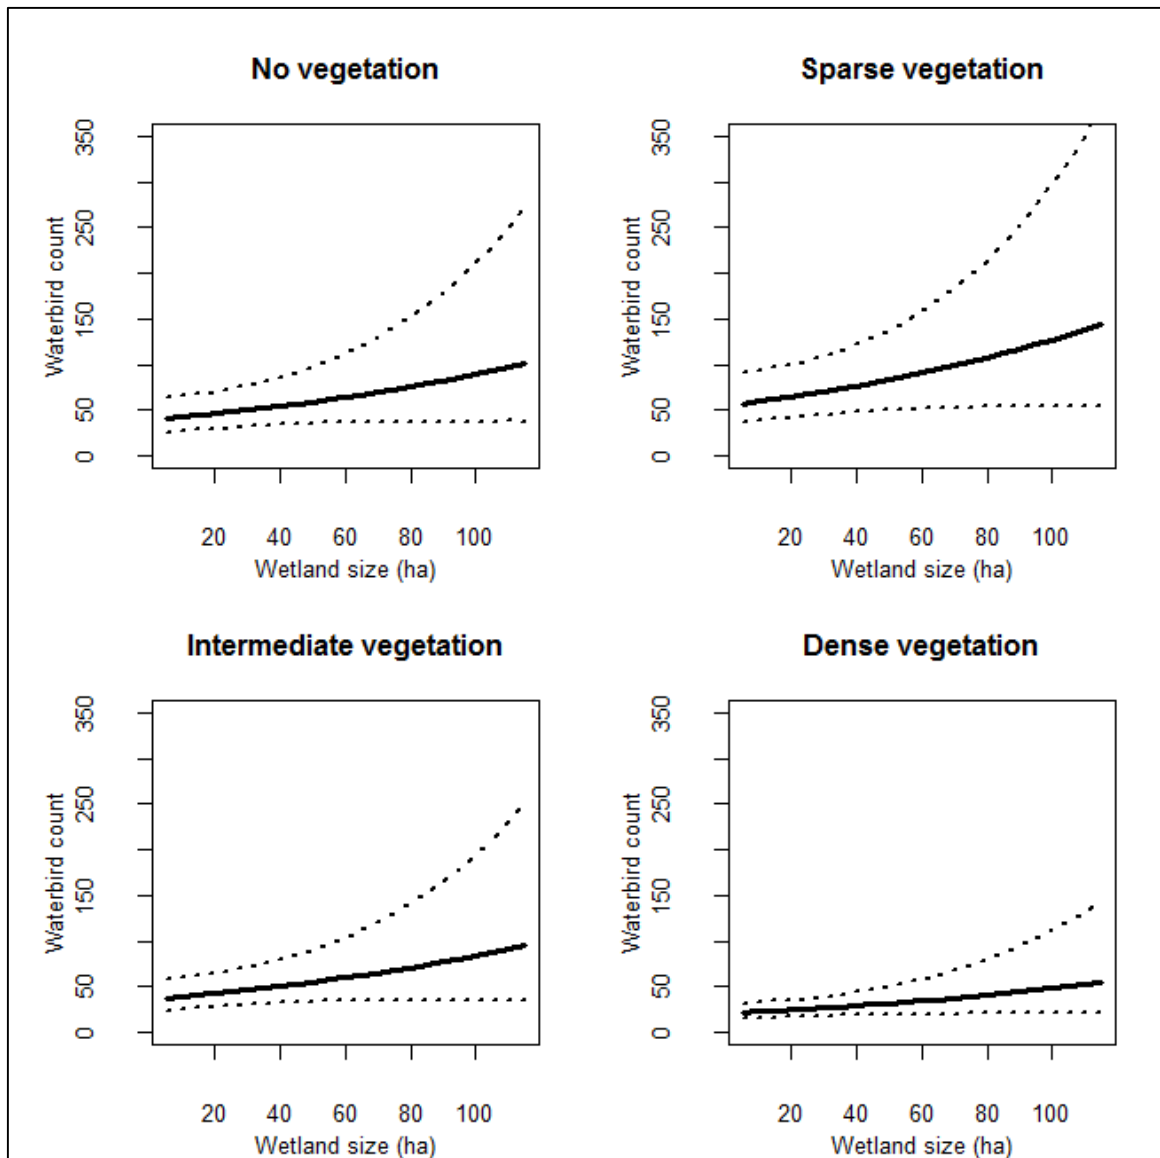 No vegetation
Sparse vegetation
Waterbird count
350
250
150
50
0
20 40 60 80 100
Wetland size (ha)
Waterbird count
350
250
150
50
0
20 40 60 80 100
Wetland size (ha)
Intermediate vegetation
Dense vegetation
Waterbird count
350
250
150
50
0
20 40 60 80 100
Wetland size (ha)
Waterbird count
350
250
150
50
0
20 40 60 80 100
Wetland size (ha)